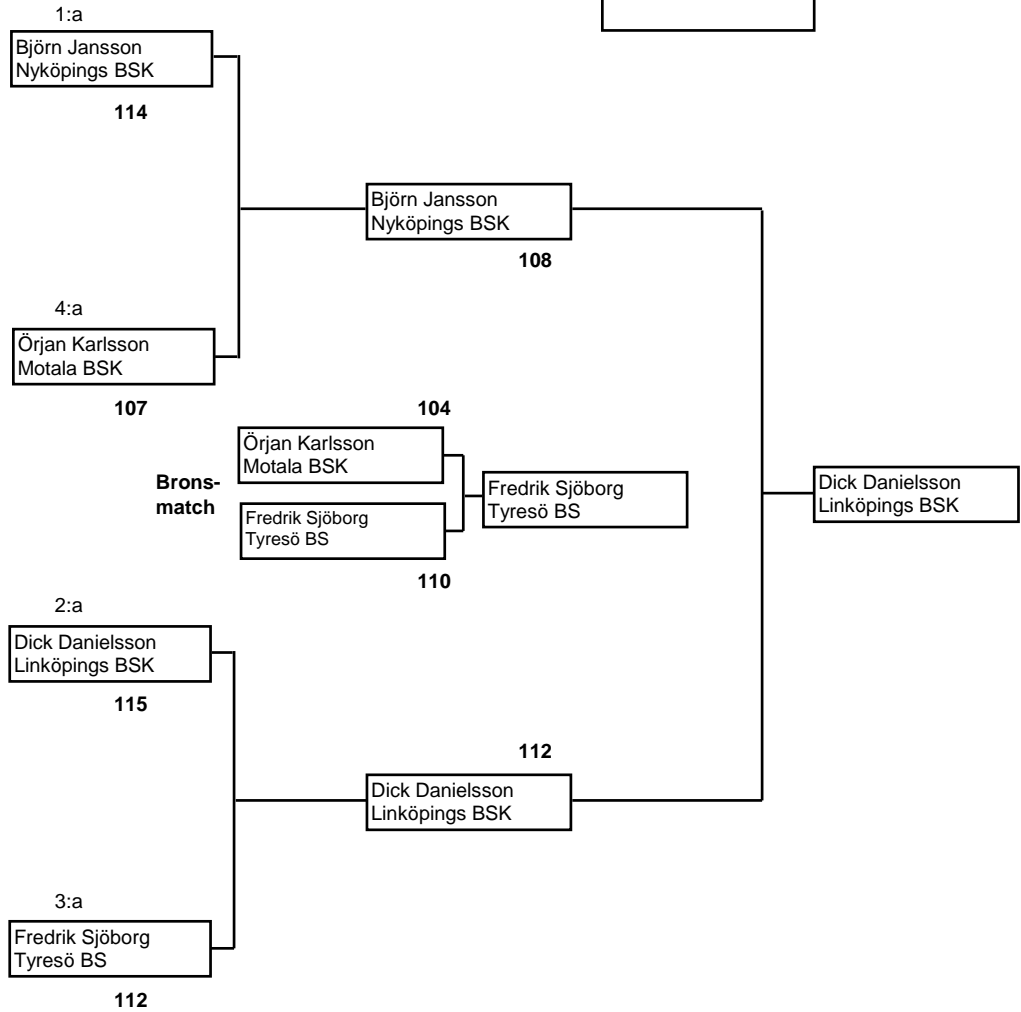 1:a
Björn Jansson
Nyköpings BSK
114
Björn Jansson
Nyköpings BSK
108
4:a
Örjan Karlsson
Motala BSK
107
104
Örjan Karlsson
Motala BSK
Brons-
match
Fredrik Sjöborg
Tyresö BS
Fredrik Sjöborg
Tyresö BS
110
Dick Danielsson
Linköpings BSK
2:a
Dick Danielsson
Linköpings BSK
115
112
Dick Danielsson
Linköpings BSK
3:a
Fredrik Sjöborg
Tyresö BS
112